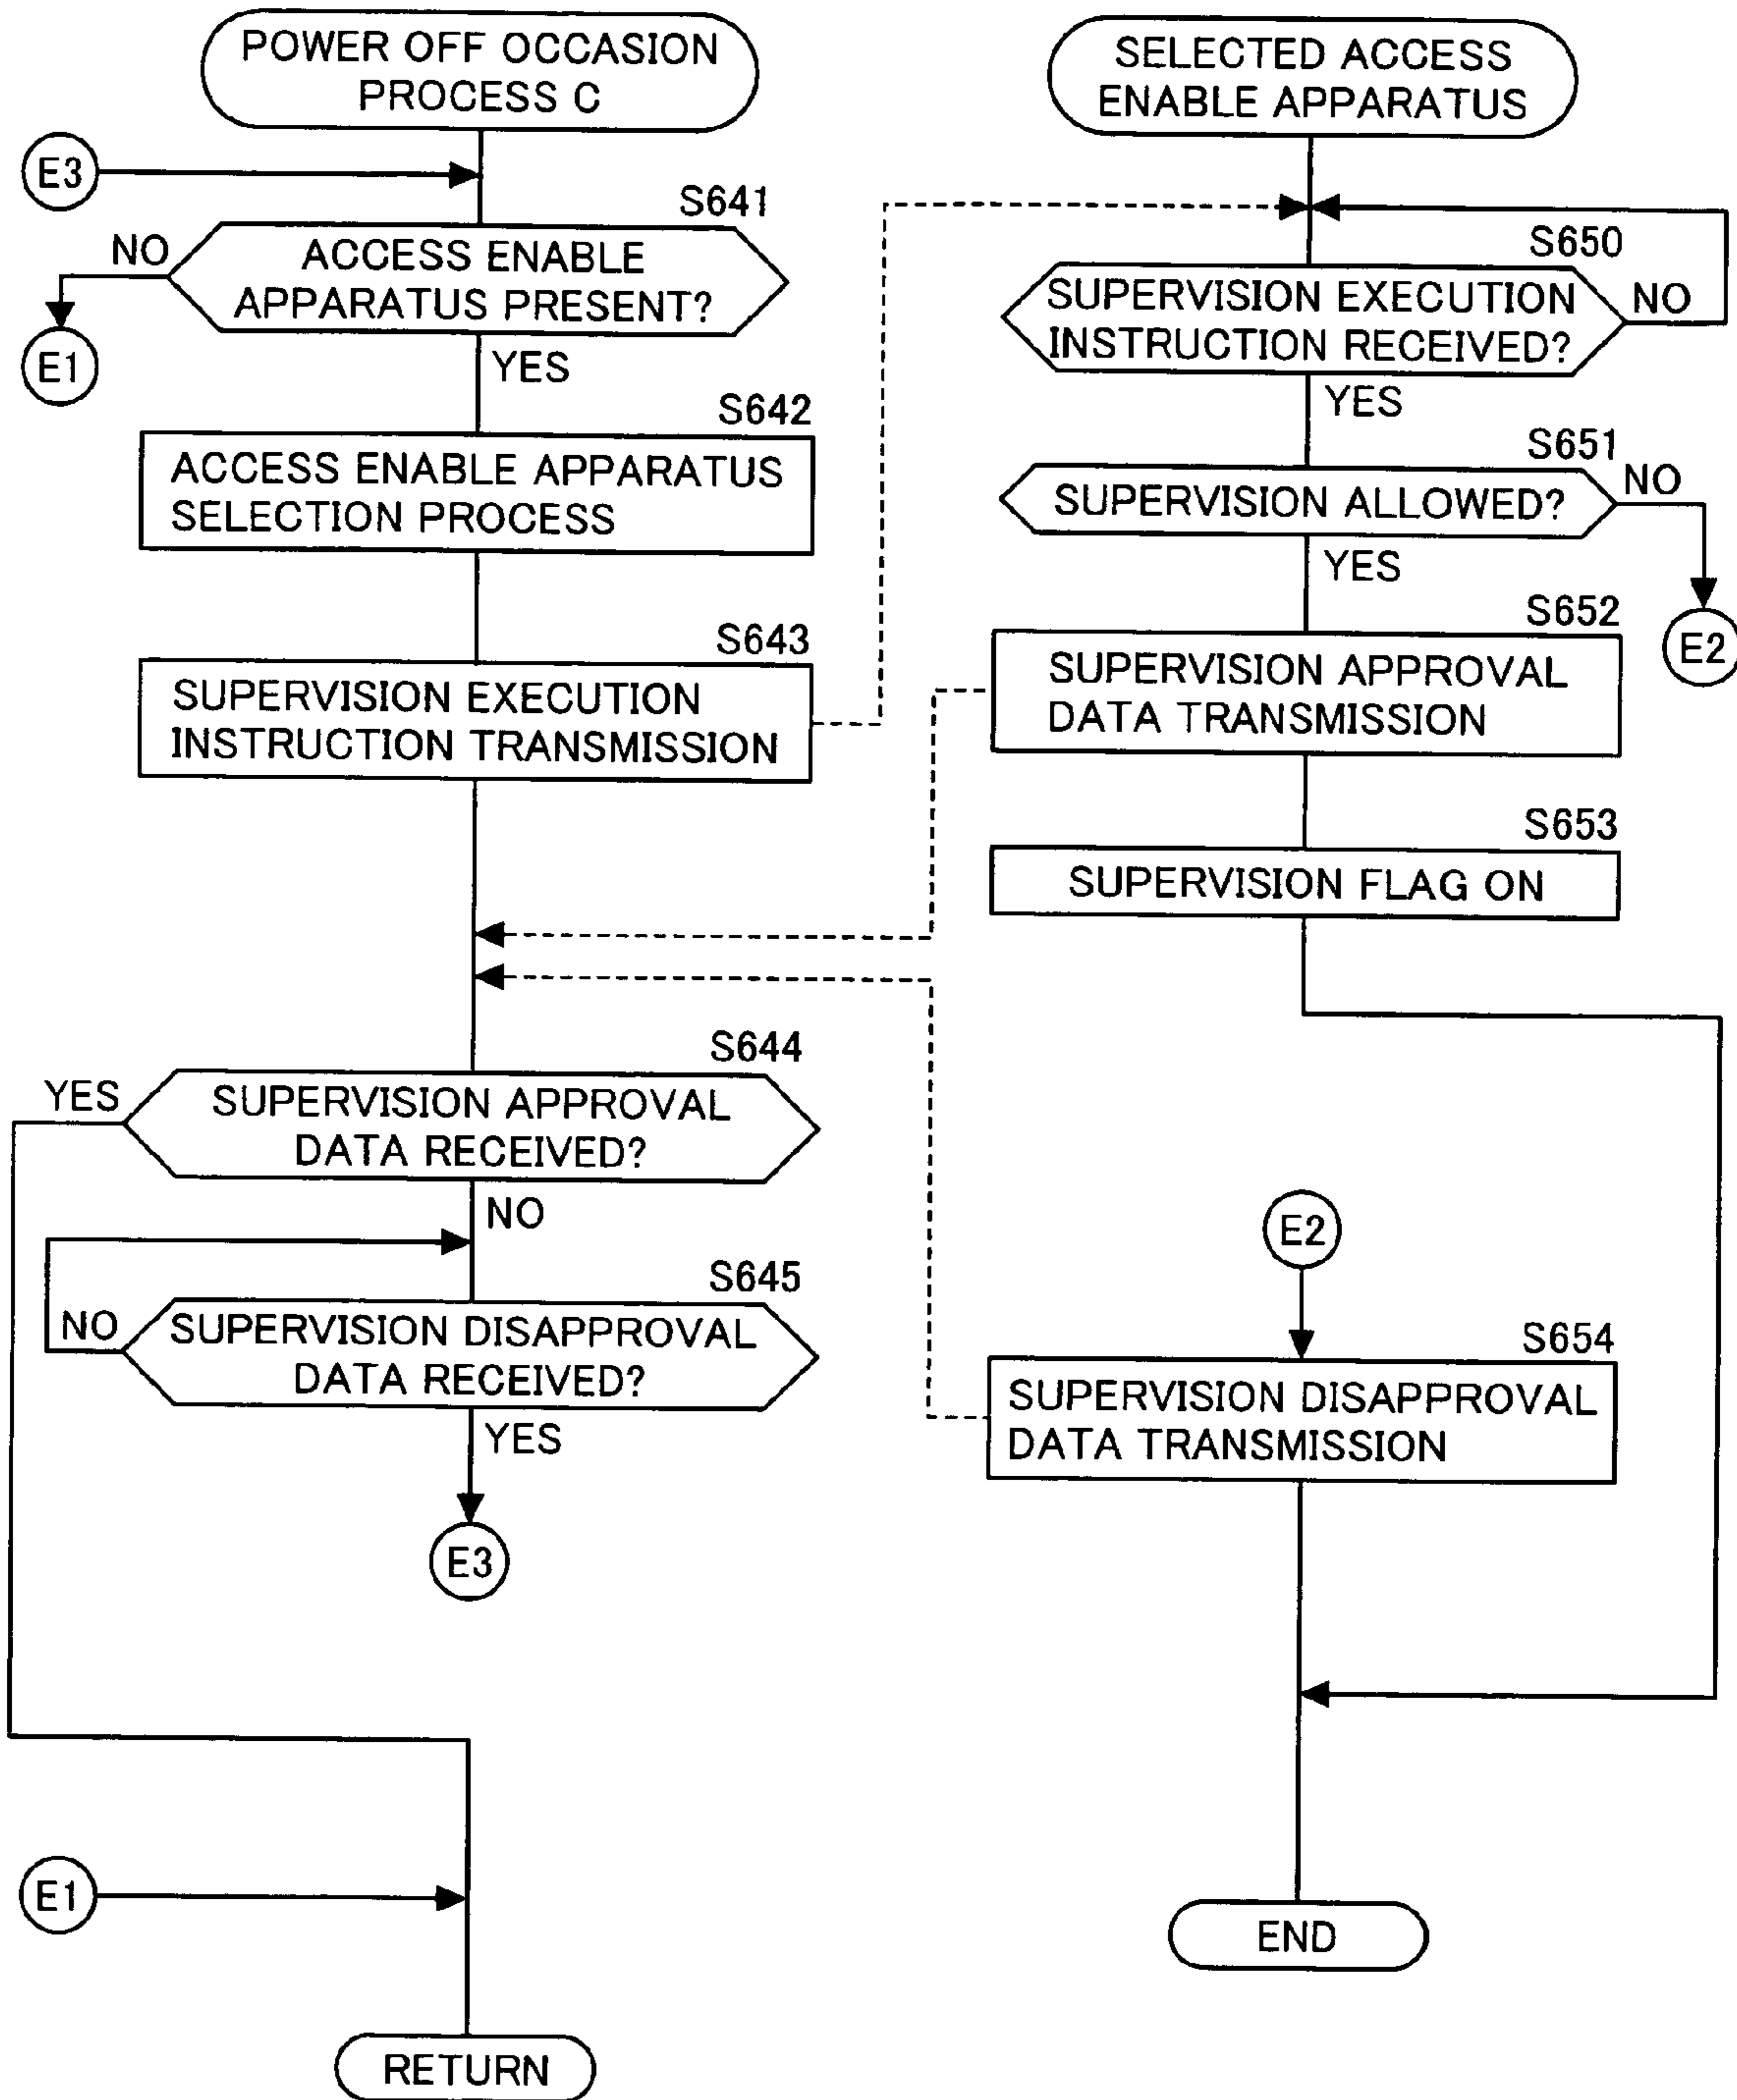 POWER OFF OCCASION
PROCESS C
E3
S641
NO
ACCESS ENABLE
APPARATUS PRESENT?
E1
YES
S642
ACCESS ENABLE APPARATUS
SELECTION PROCESS
S643
SUPERVISION EXECUTION
INSTRUCTION TRANSMISSION
S644
YES
SUPERVISION APPROVAL
DATA RECEIVED?
NO
S645
NO
SUPERVISION DISAPPROVAL
DATA RECEIVED?
YES
E3
E1
RETURN
SELECTED ACCESS
ENABLE APPARATUS
S650
SUPERVISION EXECUTION
INSTRUCTION RECEIVED?
NO
YES
S651
NO
SUPERVISION ALLOWED?
YES
E2
S652
SUPERVISION APPROVAL
DATA TRANSMISSION
S653
SUPERVISION FLAG ON
E2
S654
SUPERVISION DISAPPROVAL
DATA TRANSMISSION
END